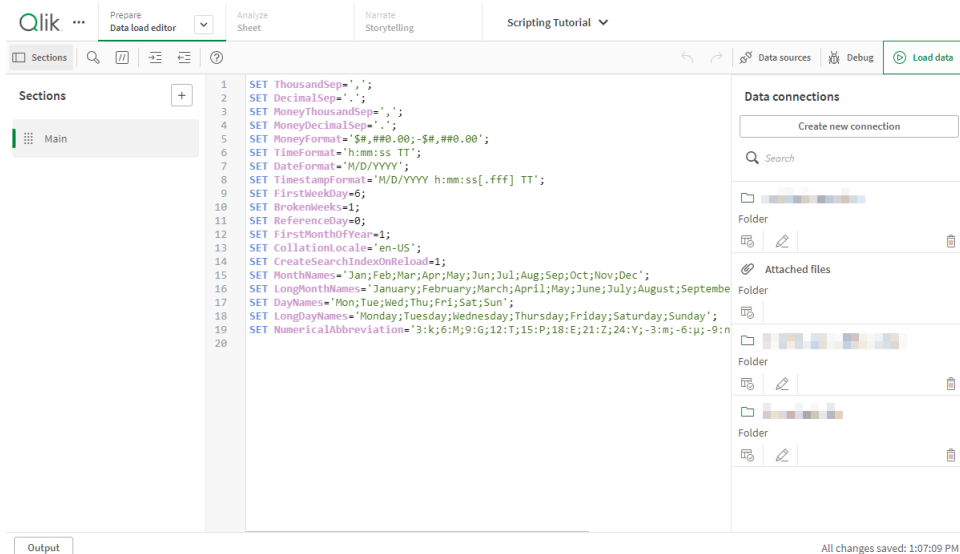 Qlik
Prepare
Data load editor
Analyze
Sheet
Narrate
Storytelling
Scripting Tutorial
Sections
Data sources
Debug
Load data
Sections
Main
1 SET ThousandSep=',';
2 SET DecimalSep='.';
3 SET MoneyThousandSep=',';
4 SET MoneyDecimalSep='.';
5 SET MoneyFormat='$#,##0.00;-$#,##0.00';
6 SET TimeFormat='h:mm:ss TT';
7 SET DateFormat='M/D/YYYY';
8 SET TimestampFormat='M/D/YYYY h:mm:ss[.fff] TT';
9 SET FirstWeekDay=6;
10 SET BrokenWeeks=1;
11 SET ReferenceDay=0;
12 SET FirstMonthOfYear=1;
13 SET CollationLocale='en-US';
14 SET CreateSearchIndexOnReload=1;
15 SET MonthNames='Jan;Feb;Mar;Apr;May;Jun;Jul;Aug;Sep;Oct;Nov;Dec';
16 SET LongMonthNames='January;February;March;April;May;June;July;August;Septembe
17 SET DayNames='Mon;Tue;Wed;Thu;Fri;Sat;Sun';
18 SET LongDayNames='Monday;Tuesday;Wednesday;Thursday;Friday;Saturday;Sunday';
19 SET NumericalAbbreviation='3:k;6:M;9:G;12:T;15:P;18:E;21:Z;24:Y;-3:m;-6:μ;-9:n
20
Data connections
Create new connection
Search
Folder
Attached files
Folder
Folder
Folder
Output
All changes saved: 1:07:09 PM